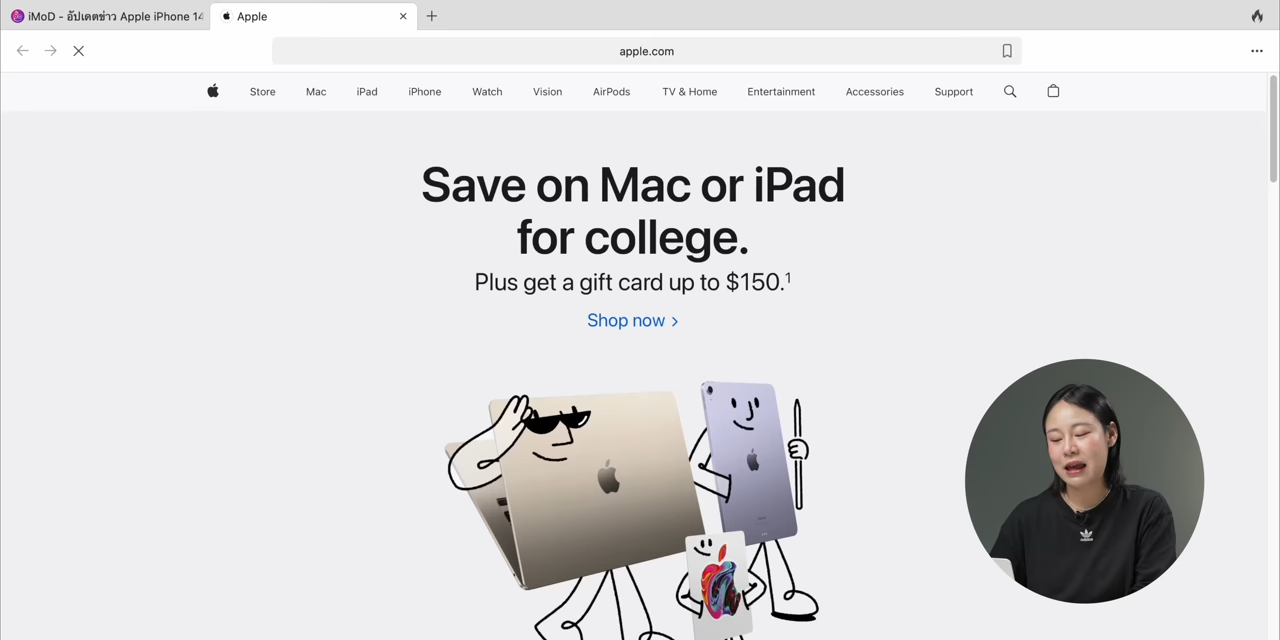 iMoD - อัปเดตข่าว Apple iPhone 14
Apple
apple.com
Store
Mac
iPad
iPhone
Watch
Vision
AirPods
TV & Home
Entertainment
Accessories
Support
Save on Mac or iPad
for college.
Plus get a gift card up to $150.¹
Shop now >